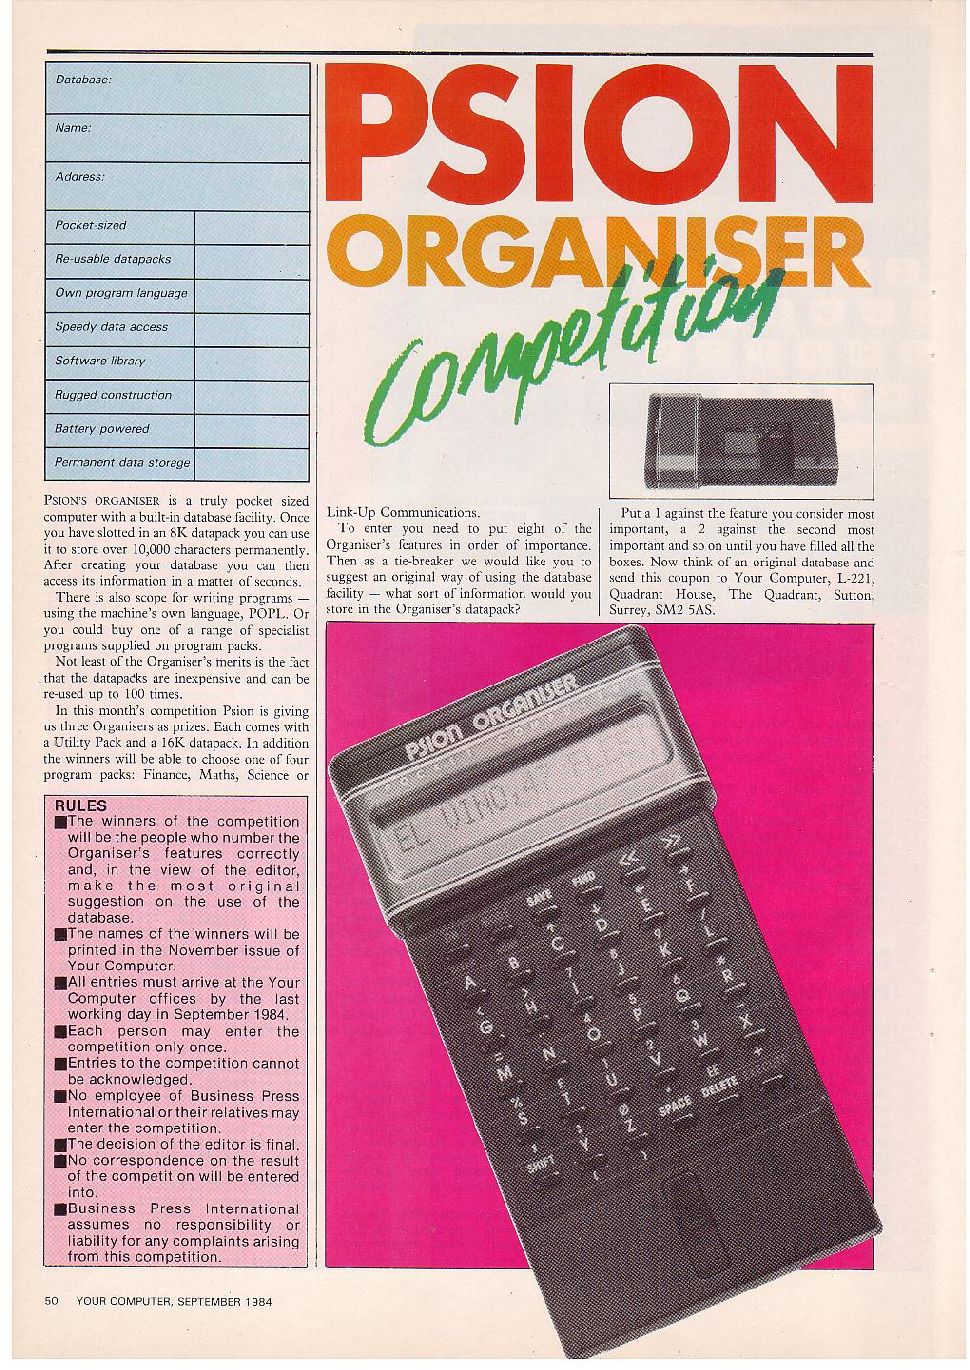 PSION
ORGANISER
competition
Database:
Name:
Address:
Pocket-sized
Re-usable datapacks
Own program language
Speedy data access
Software library
Rugged construction
Battery powered
Permanent data storage
PSION'S ORGANISER is a truly pocket sized
computer with a built-in database facility. Once
you have slotted in an 8K datapack you can use
it to store over 10,000 characters permanently.
After creating your database you can then
access its information in a matter of seconds.
There is also scope for writing programs —
using the machine's own language, POPL. Or
you could buy one of a range of specialist
programs supplied on program packs.
Not least of the Organiser's merits is the fact
that the datapacks are inexpensive and can be
re-used up to 100 times.
In this month's competition Psion is giving
us three Organisers as prizes. Each comes with
a Utility Pack and a 16K datapack. In addition
the winners will be able to choose one of four
program packs: Finance, Maths, Science or
Link-Up Communications.
To enter you need to put eight of the
Organiser's features in order of importance.
Then as a tie-breaker we would like you to
suggest an original way of using the database
facility — what sort of information would you
store in the Organiser's datapack?
Put a 1 against the feature you consider most
important, a 2 against the second most
important and so on until you have filled all the
boxes. Now think of an original database and
send this coupon to Your Computer, L-221,
Quadrant House, The Quadrant, Sutton,
Surrey, SM2 5AS.
RULES
■The winners of the competition
will be the people who number the
Organiser's features correctly
and, in the view of the editor,
make the most original
suggestion on the use of the
database.
■The names of the winners will be
printed in the November issue of
Your Computer.
■All entries must arrive at the Your
Computer offices by the last
working day in September 1984.
■Each person may enter the
competition only once.
■Entries to the competition cannot
be acknowledged.
■No employee of Business Press
International or their relatives may
enter the competition.
■The decision of the editor is final.
■No correspondence on the result
of the competition will be entered
into.
■Business Press International
assumes no responsibility or
liability for any complaints arising
from this competition.
PSION ORGANISER
EL
SAVE FIND << >>
A B C D E F
G H I J K L
M N O P Q R
S T U V W X
SHIFT Y Z SPACE DELETE
50 YOUR COMPUTER, SEPTEMBER 1984